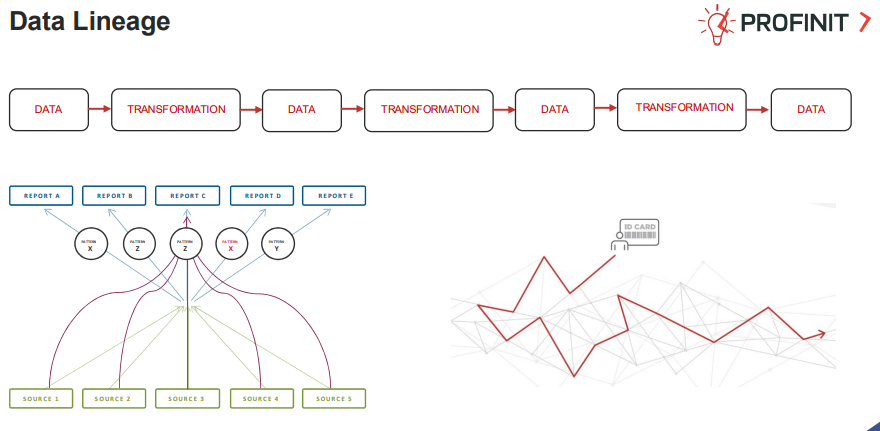 Data Lineage
PROFINIT
DATA TRANSFORMATION DATA TRANSFORMATION DATA TRANSFORMATION DATA
REPORT A REPORT B REPORT C REPORT D REPORT E
PATTERN PATTERN PATTERN PATTERN PATTERN
X Z Z X Y
ID CARD
SOURCE 1 SOURCE 2 SOURCE 3 SOURCE 4 SOURCE 5